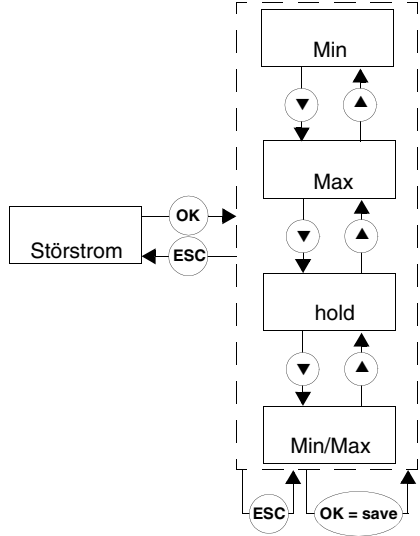 Min
▼
▲
Max
OK
Störstrom
ESC
▼
▲
hold
▼
▲
Min/Max
ESC
OK = save